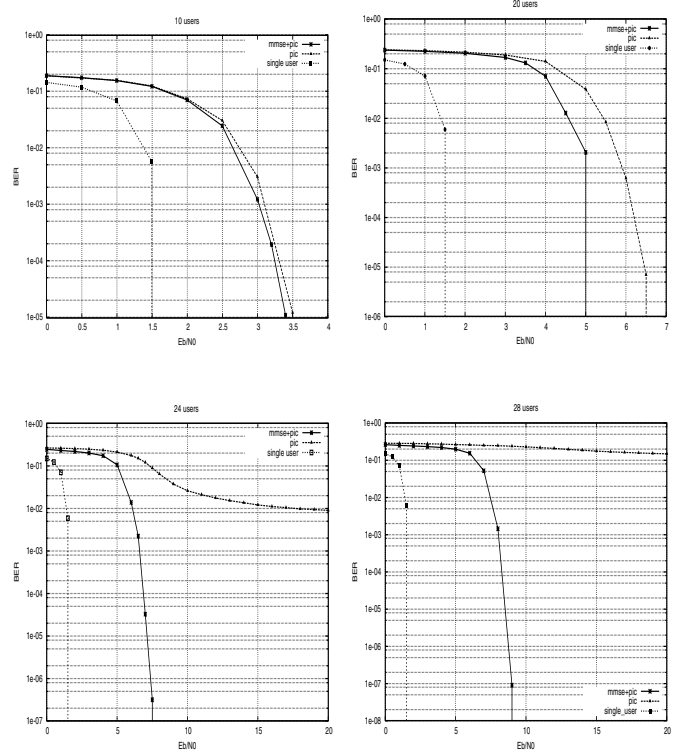 10 users
mmse+pic
pic
single user
1e+00
1e-01
1e-02
1e-03
1e-04
1e-05
BER
0 0.5 1 1.5 2 2.5 3 3.5 4
Eb/N0
20 users
mmse+pic
pic
single user
1e+00
1e-01
1e-02
1e-03
1e-04
1e-05
1e-06
BER
0 1 2 3 4 5 6 7
Eb/N0
24 users
mmse+pic
pic
single user
1e+00
1e-01
1e-02
1e-03
1e-04
1e-05
1e-06
1e-07
BER
0 5 10 15 20
Eb/N0
28 users
1e+00
1e-01
1e-02
1e-03
1e-04
1e-05
1e-06
1e-07
1e-08
BER
mmse+pic
pic
single_user
0 5 10 15 20
Eb/N0